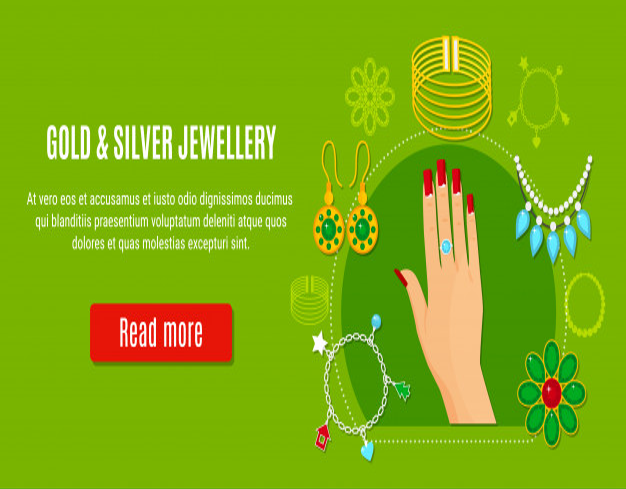 GOLD & SILVER JEWELLERY
At vero eos et accusamus et iusto odio dignissimos ducimus
qui blanditiis praesentium voluptatum deleniti atque quos
dolores et quas molestias excepturi sint.
Read more